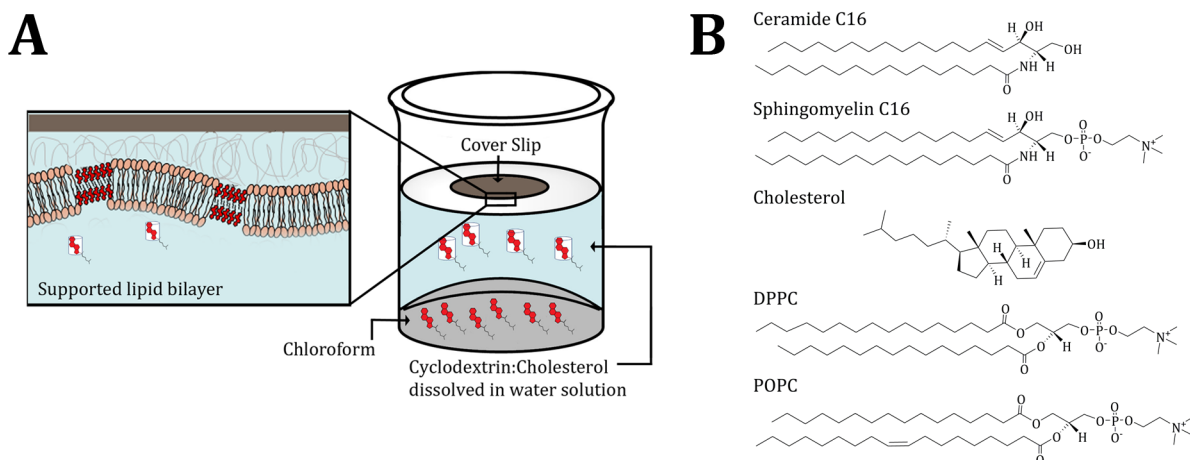 A
Cover Slip
Supported lipid bilayer
Chloroform
Cyclodextrin:Cholesterol
dissolved in water solution
B
Ceramide C16
H
OH
OH
NH
H
O
Sphingomyelin C16
H
OH
O
O
P
O
O-
N+
NH
H
O
Cholesterol
H
H
H
OH
DPPC
O
O
O
O
P
O
O-
N+
O
H
O
POPC
O
O
O
O
P
O
O-
N+
O
H
O